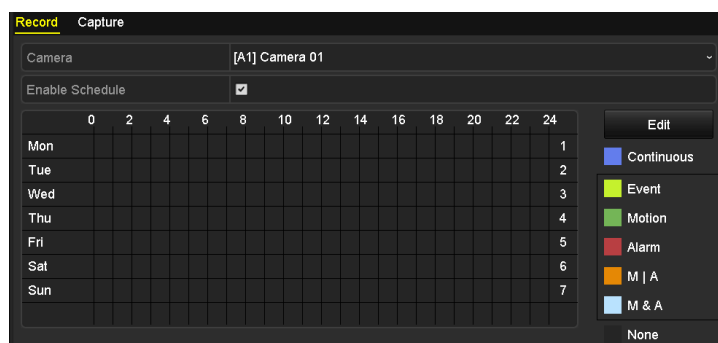 Record Capture
Camera [A1] Camera 01
Enable Schedule
0 2 4 6 8 10 12 14 16 18 20 22 24
Edit
Mon 1
Continuous
Tue 2
Event
Wed 3
Thu 4
Motion
Fri 5
Alarm
Sat 6
M | A
Sun 7
M & A
None